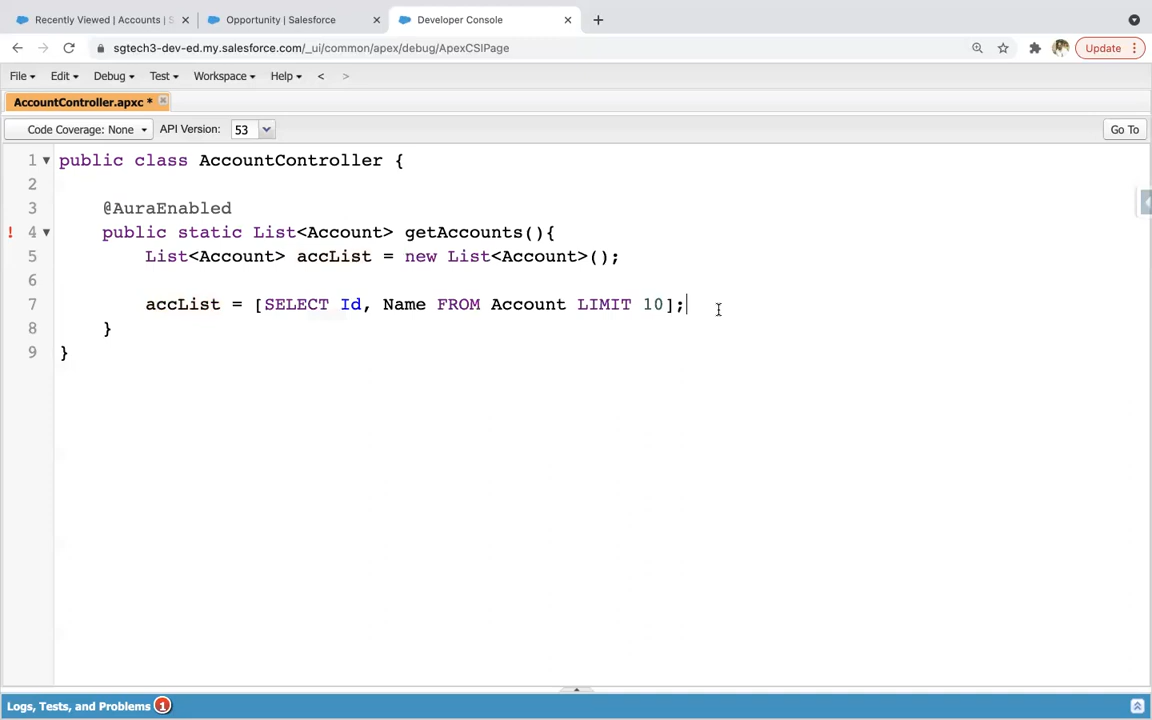 Recently Viewed | Accounts | S
Opportunity | Salesforce
Developer Console
sgtech3-dev-ed.my.salesforce.com/_ui/common/apex/debug/ApexCSIPage
Update
File Edit Debug Test Workspace Help < >
AccountController.apxc *
Code Coverage: None API Version: 53 Go To
1 public class AccountController {
2
3 @AuraEnabled
! 4 public static List<Account> getAccounts(){
5 List<Account> accList = new List<Account>();
6
7 accList = [SELECT Id, Name FROM Account LIMIT 10];
8 }
9 }
Logs, Tests, and Problems 1